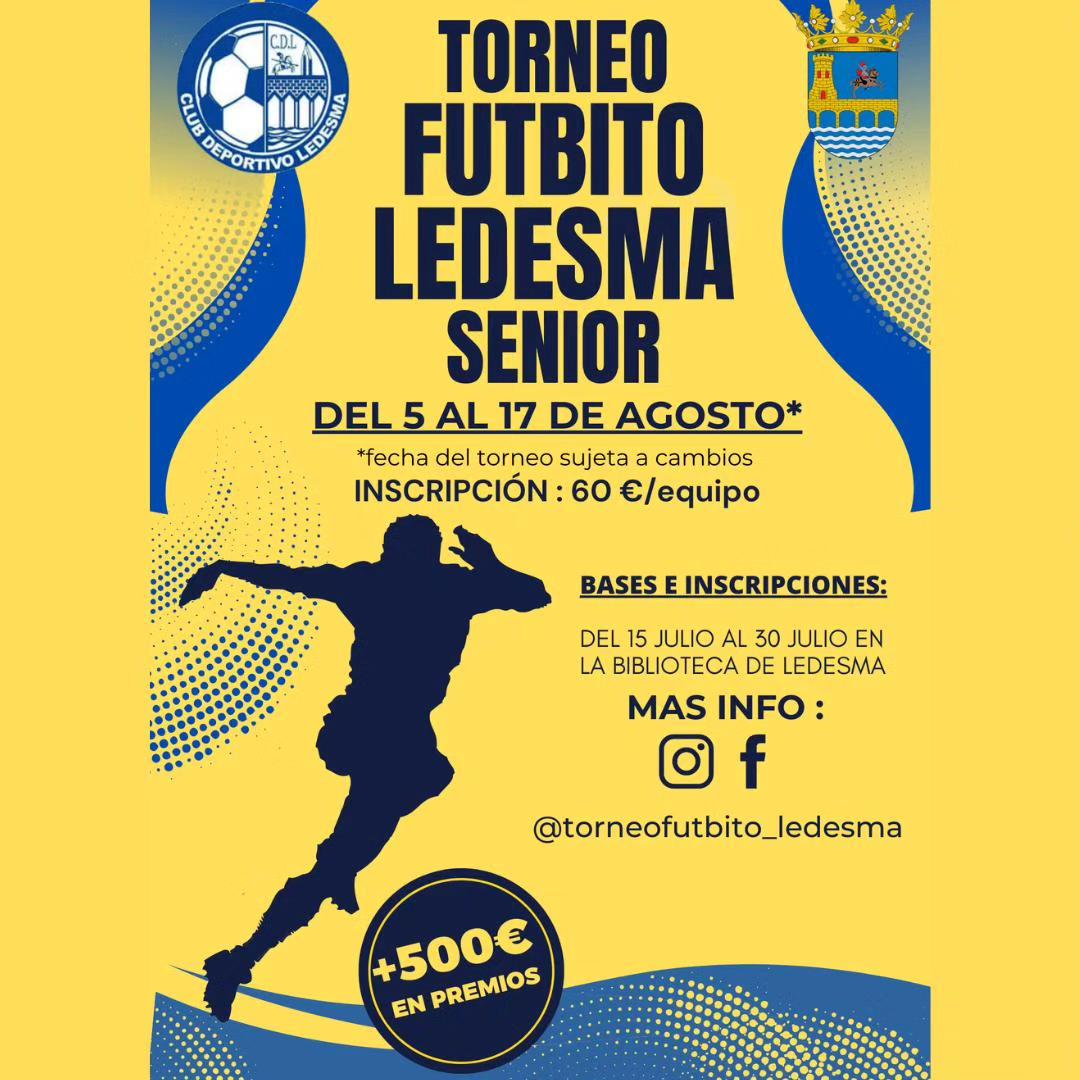 C.D.L
CLUB DEPORTIVO LEDESMA
TORNEO
FUTBITO
LEDESMA
SENIOR
DEL 5 AL 17 DE AGOSTO*
*fecha del torneo sujeta a cambios
INSCRIPCIÓN : 60 €/equipo
BASES E INSCRIPCIONES:
DEL 15 JULIO AL 30 JULIO EN
LA BIBLIOTECA DE LEDESMA
MAS INFO :
@torneofutbito_ledesma
+500€
EN PREMIOS